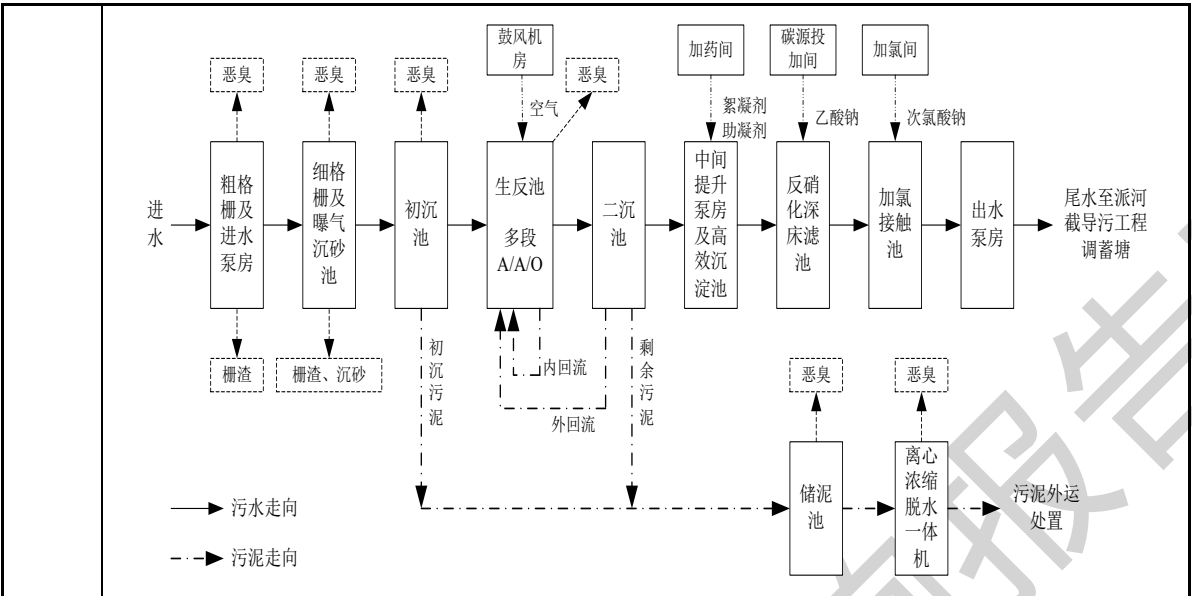 鼓风机
房
加药间
碳源投
加间
加氯间
恶臭
恶臭
恶臭
恶臭
空气
絮凝剂
助凝剂
乙酸钠
次氯酸钠
进
水
粗格
栅及
进水
泵房
细格
栅及
曝气
沉砂
池
初沉
池
生反池
多段
A/A/O
二沉
池
中间
提升
泵房
及高
效沉
淀池
反硝
化深
床滤
池
加氯
接触
池
出水
泵房
尾水至派河
截导污工程
调蓄塘
栅渣
栅渣、沉砂
初
沉
污
泥
内回流
外回流
剩
余
污
泥
恶臭
恶臭
储泥
池
离心
浓缩
脱水
一体
机
污泥外运
处置
污水走向
污泥走向
报告